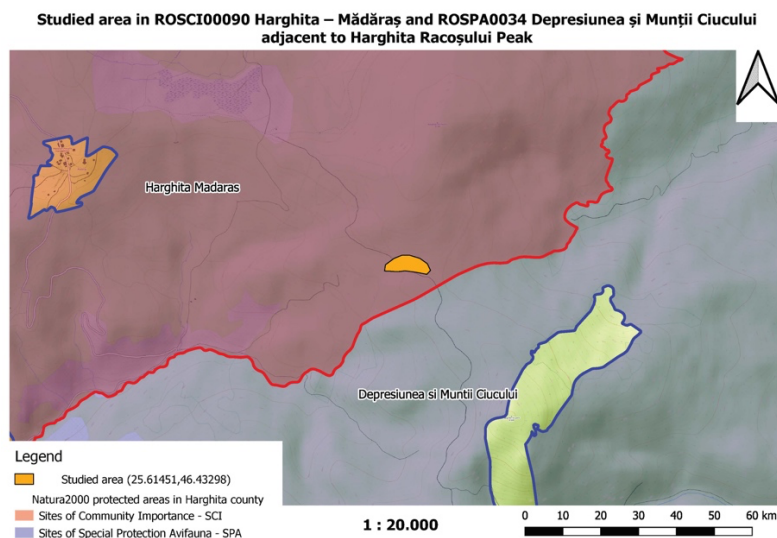 Studied area in ROSCI00090 Harghita – Mădăraș and ROSPA0034 Depresiunea și Munții Ciucului
adjacent to Harghita Racoșului Peak
Harghita Madaras
Depresiunea si Muntii Ciucului
Legend
Studied area (25.61451,46.43298)
Natura2000 protected areas in Harghita county
Sites of Community Importance - SCI
Sites of Special Protection Avifauna - SPA
1 : 20.000
0 10 20 30 40 50 60 km